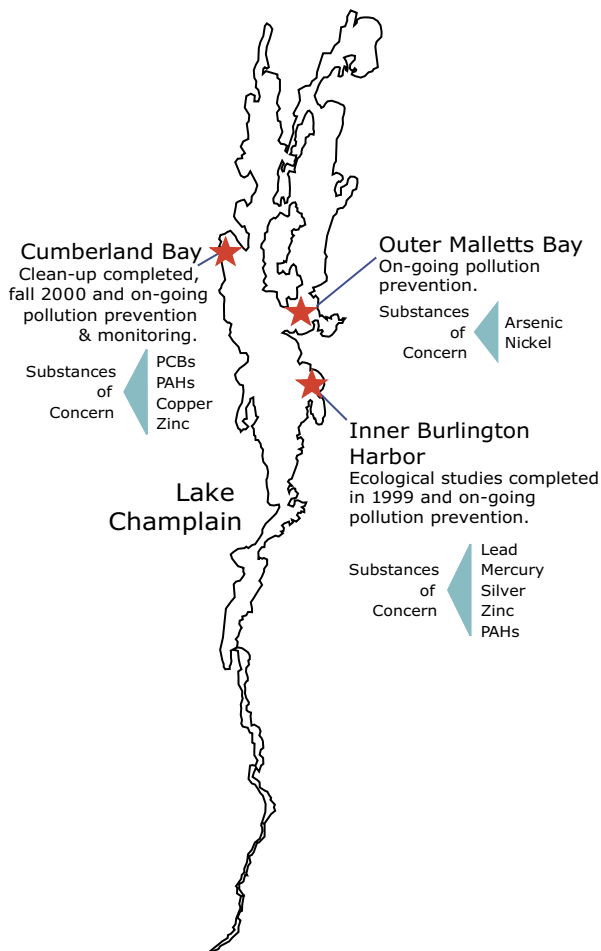 Cumberland Bay
Clean-up completed,
fall 2000 and on-going
pollution prevention
& monitoring.
Substances
of
Concern
PCBs
PAHs
Copper
Zinc
Outer Malletts Bay
On-going pollution
prevention.
Substances
of
Concern
Arsenic
Nickel
Inner Burlington
Harbor
Ecological studies completed
in 1999 and on-going
pollution prevention.
Substances
of
Concern
Lead
Mercury
Silver
Zinc
PAHs
Lake
Champlain